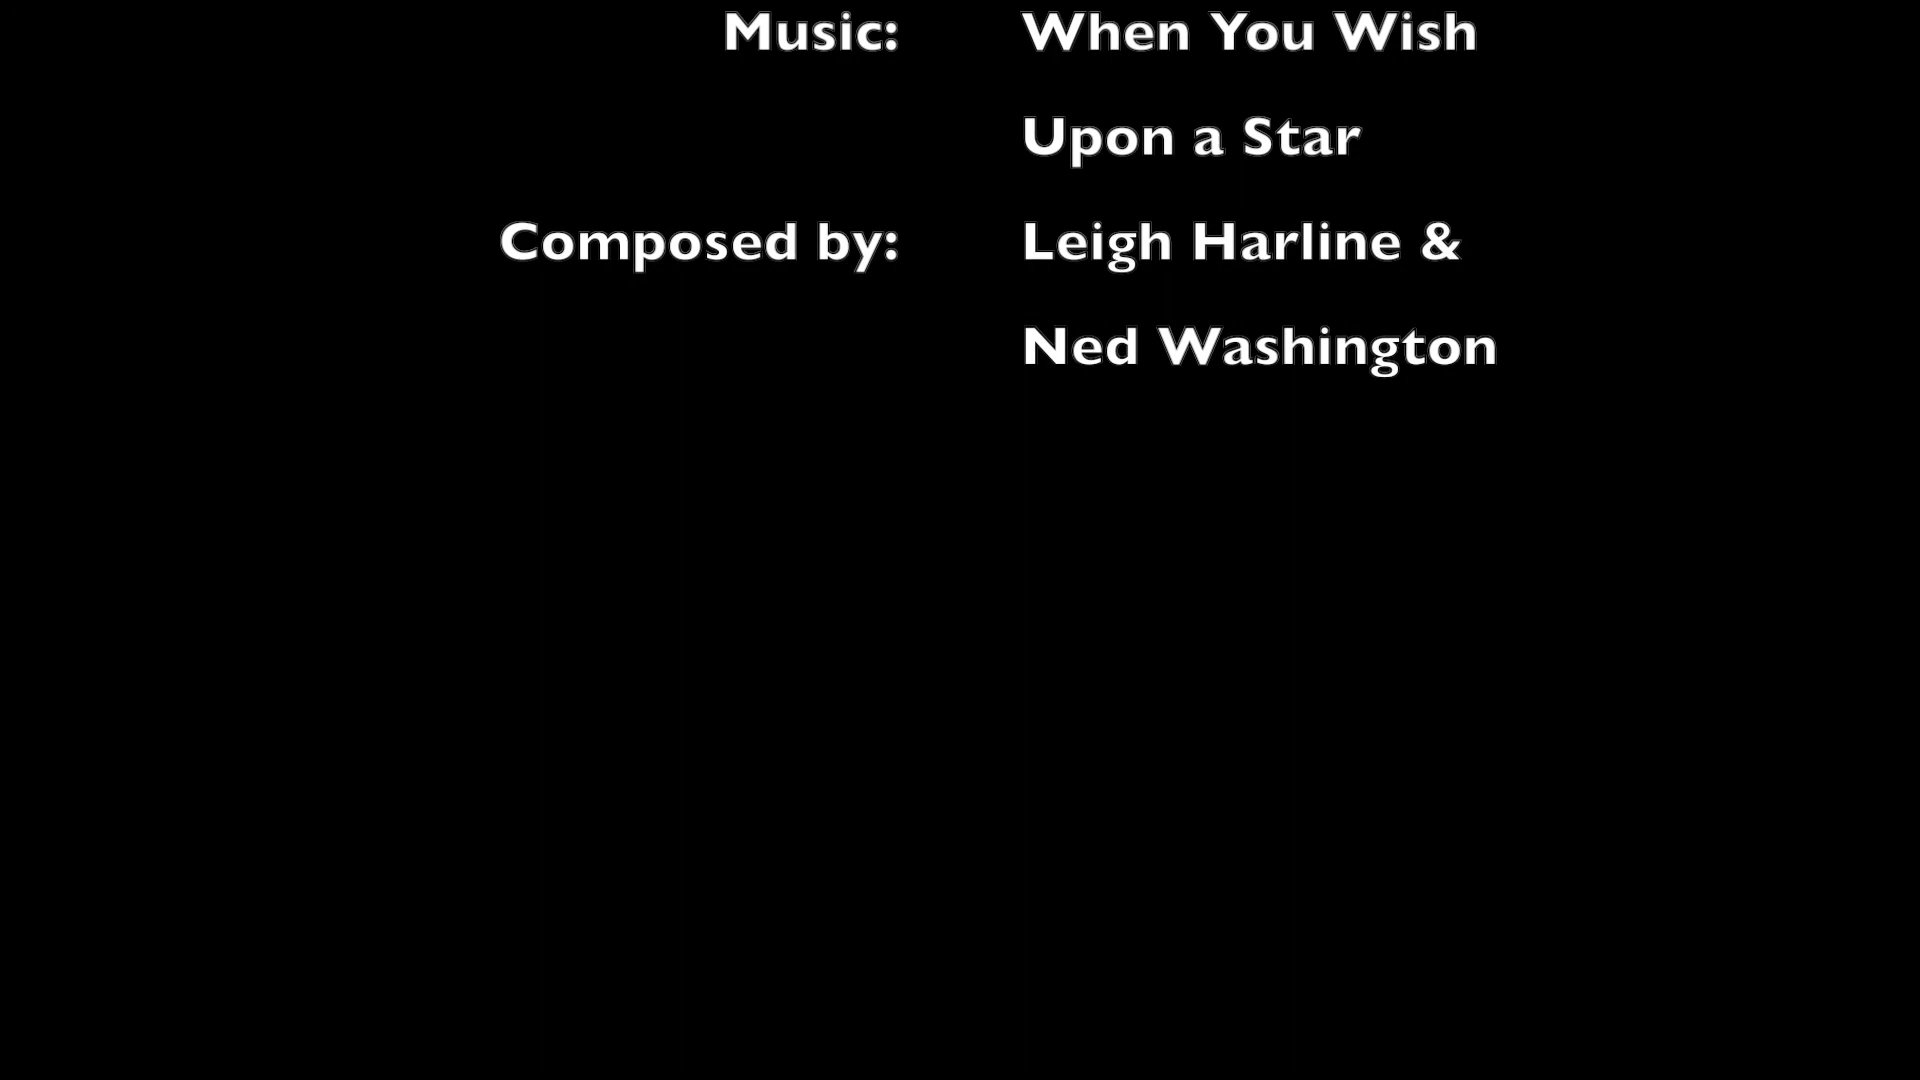 Music: When You Wish
Upon a Star
Composed by: Leigh Harline &
Ned Washington